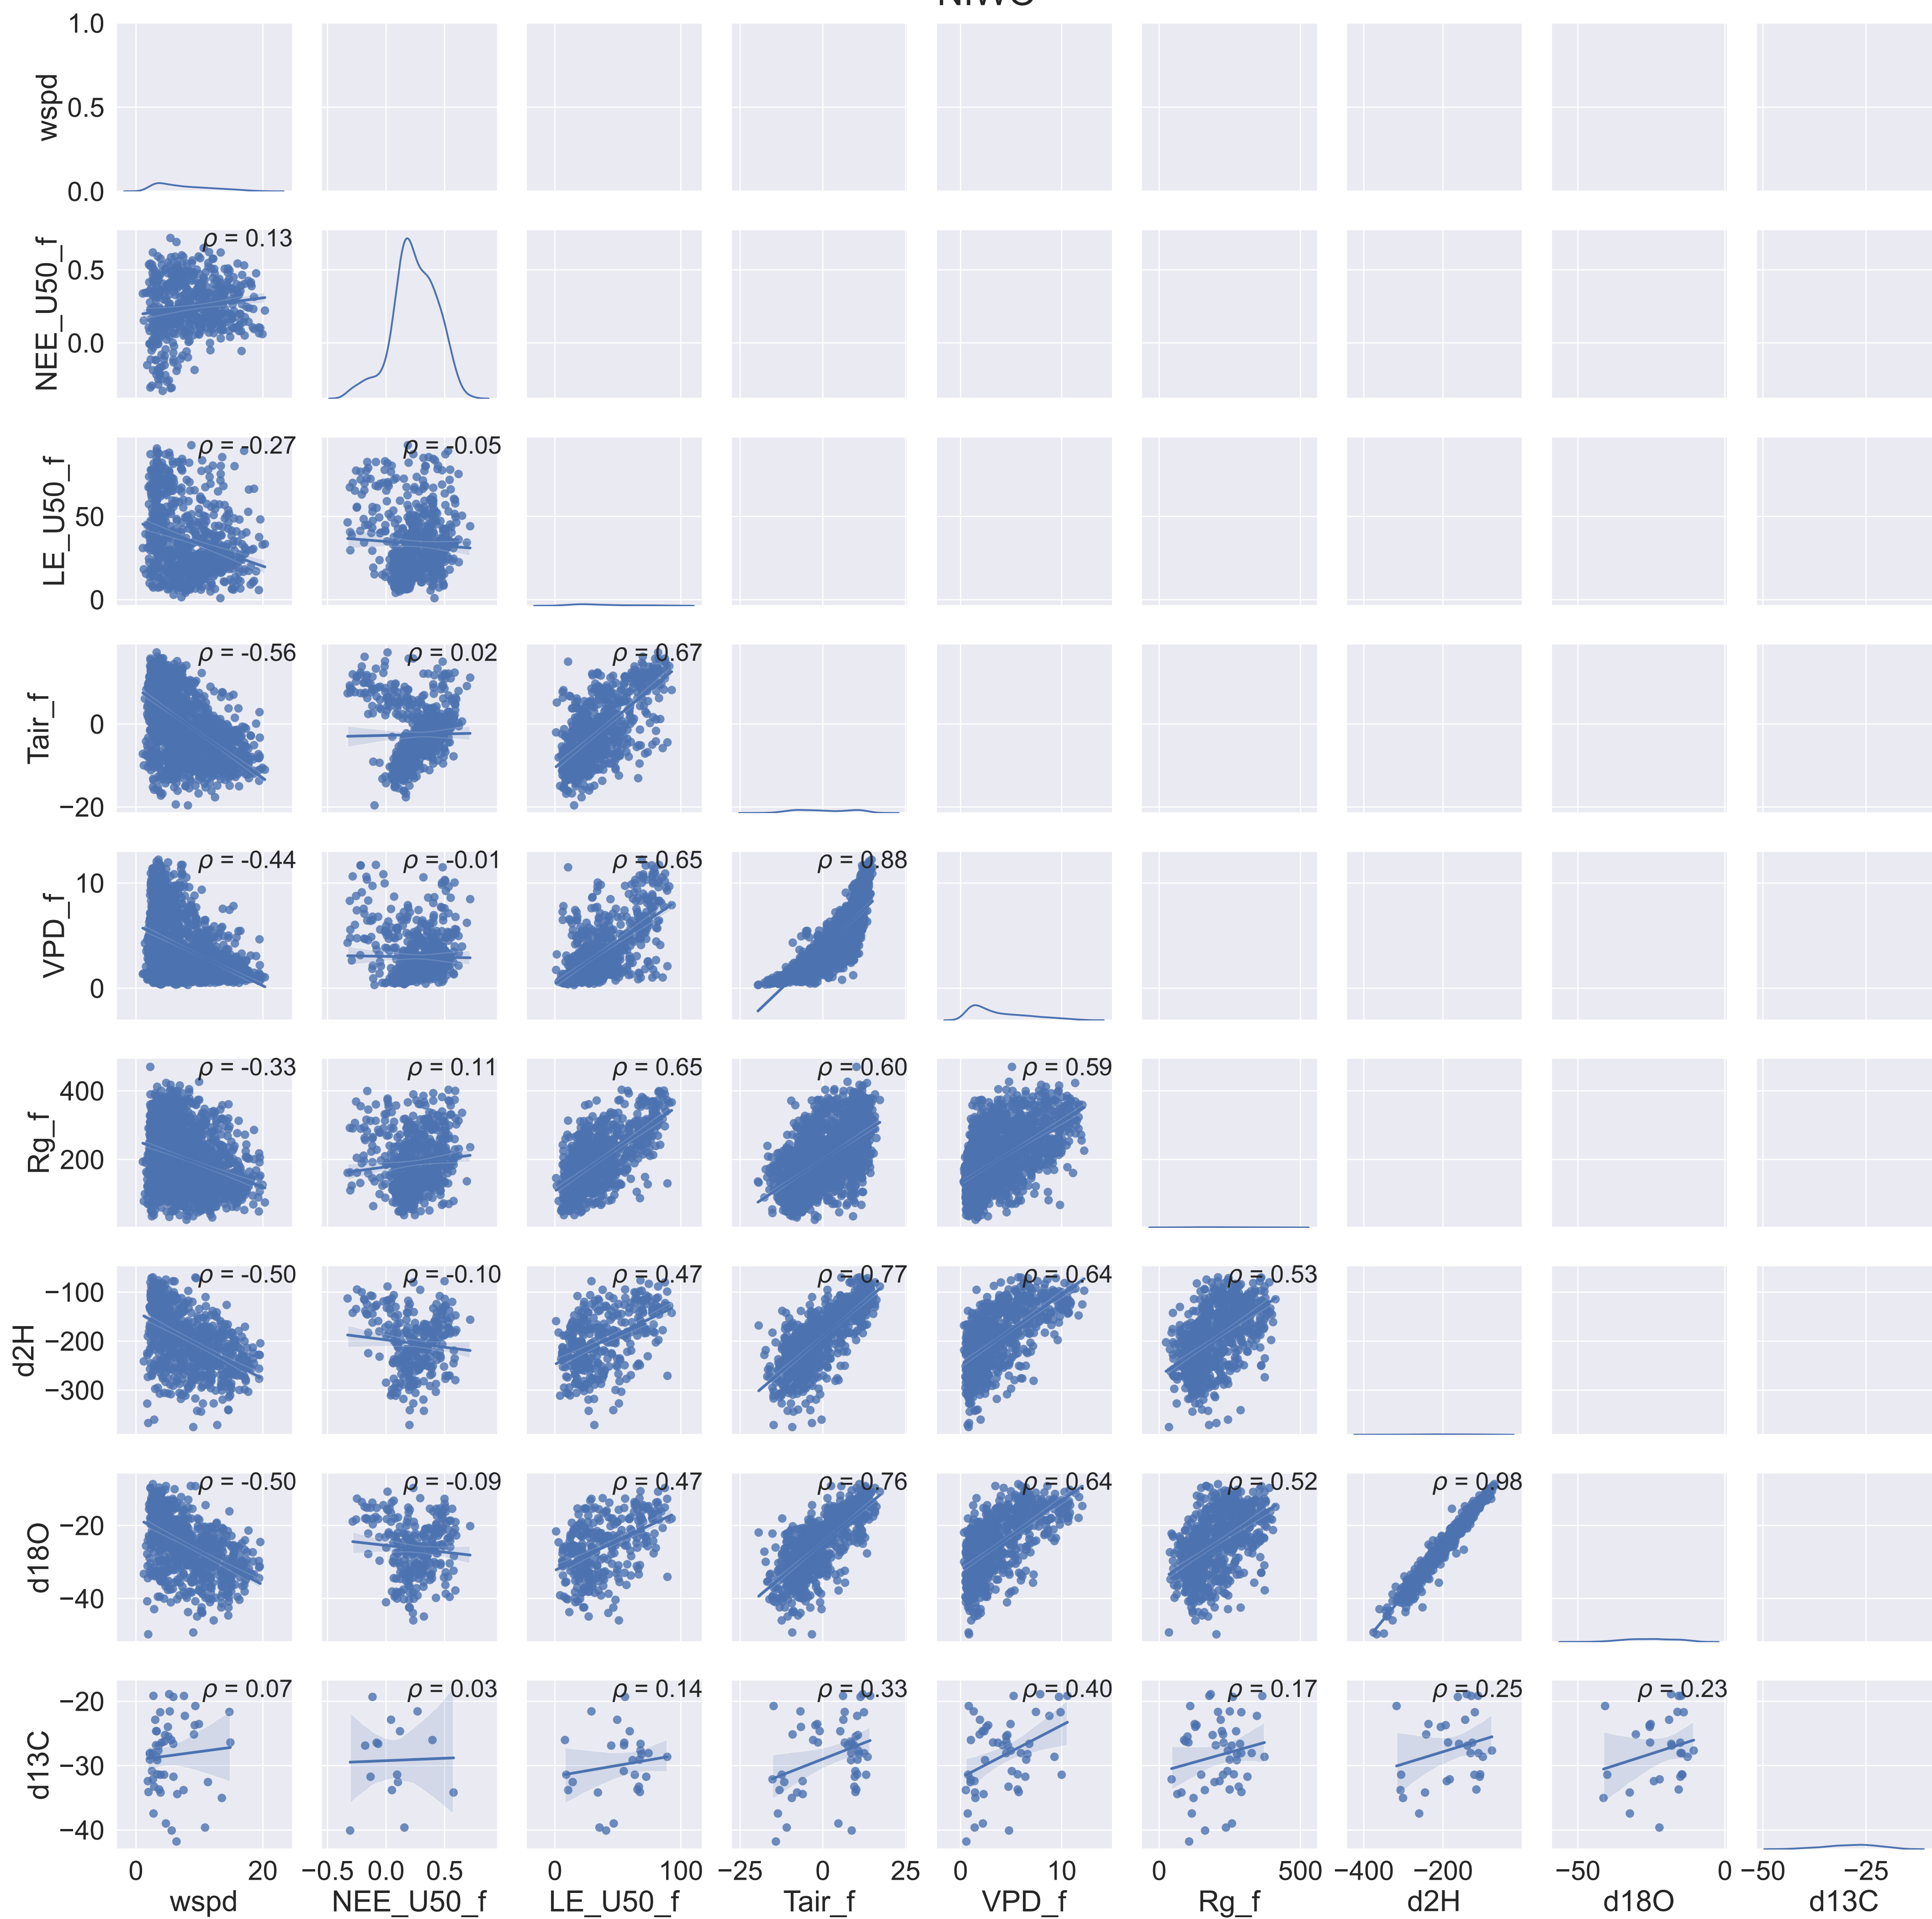 NIWO
1.0
0.5
0.0
wspd
ρ = 0.13
0.5
0.0
NEE_U50_f
ρ = -0.27
ρ = -0.05
50
0
LE_U50_f
ρ = -0.56
ρ = 0.02
ρ = 0.67
0
−20
Tair_f
ρ = -0.44
ρ = -0.01
ρ = 0.65
ρ = 0.88
10
0
VPD_f
ρ = -0.33
ρ = 0.11
ρ = 0.65
ρ = 0.60
ρ = 0.59
400
200
Rg_f
ρ = -0.50
ρ = -0.10
ρ = 0.47
ρ = 0.77
ρ = 0.64
ρ = 0.53
−100
−200
−300
d2H
ρ = -0.50
ρ = -0.09
ρ = 0.47
ρ = 0.76
ρ = 0.64
ρ = 0.52
ρ = 0.98
−20
−40
d18O
ρ = 0.07
ρ = 0.03
ρ = 0.14
ρ = 0.33
ρ = 0.40
ρ = 0.17
ρ = 0.25
ρ = 0.23
−20
−30
−40
d13C
0 20 −0.5 0.0 0.5 0 100 −25 0 25 0 10 0 500 −400 −200 −50 0 −50 −25
wspd NEE_U50_f LE_U50_f Tair_f VPD_f Rg_f d2H d18O d13C